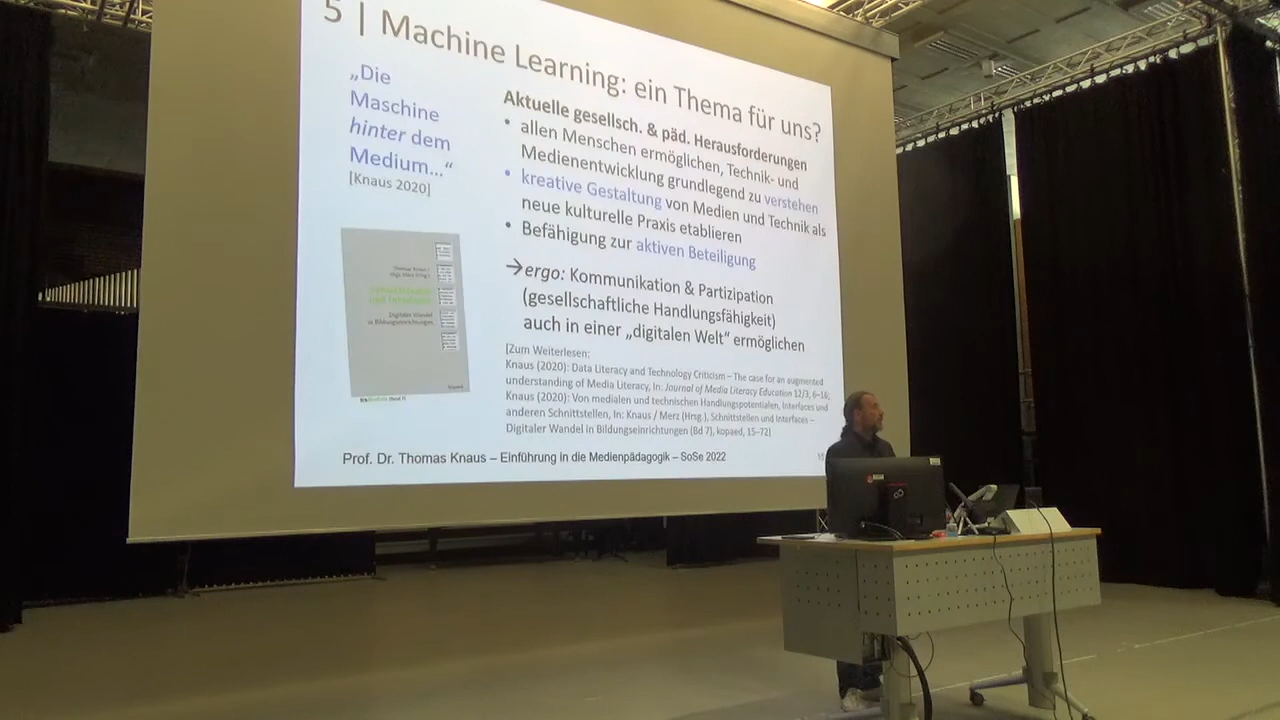 5 | Machine Learning: ein Thema für uns?
„Die
Maschine
hinter dem
Medium...“
[Knaus 2020]
Aktuelle gesellsch. & päd. Herausforderungen
• allen Menschen ermöglichen, Technik- und
Medienentwicklung grundlegend zu verstehen
• kreative Gestaltung von Medien und Technik als
neue kulturelle Praxis etablieren
• Befähigung zur aktiven Beteiligung
→ergo: Kommunikation & Partizipation
(gesellschaftliche Handlungsfähigkeit)
auch in einer „digitalen Welt“ ermöglichen
[Zum Weiterlesen:
Knaus (2020): Data Literacy and Technology Criticism – The case for an augmented
understanding of Media Literacy, In: Journal of Media Literacy Education 12/3, 6–16;
Knaus (2020): Von medialen und technischen Handlungspotenialen, Interfaces und
anderen Schnittstellen, In: Knaus / Merz (Hrsg.), Schnittstellen und Interfaces –
Digitaler Wandel in Bildungseinrichtungen (Bd 7), kopaed, 15–72]
Digitaler Wandel
in Bildungseinrichtungen
Prof. Dr. Thomas Knaus – Einführung in die Medienpädagogik – SoSe 2022